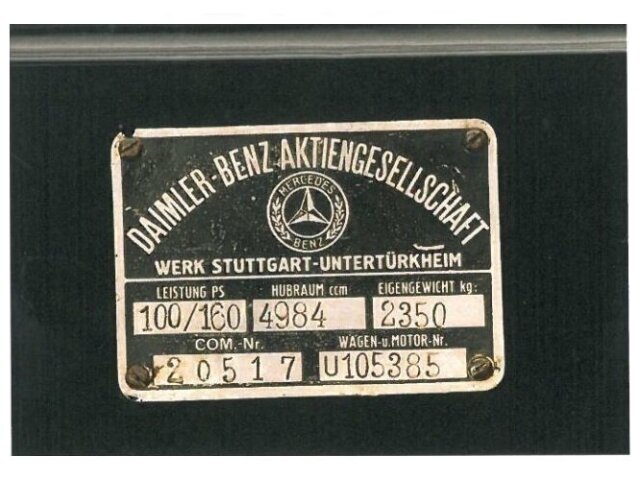 DAIMLER-BENZ AKTIENGESELLSCHAFT
MERCEDES
BENZ
WERK STUTTGART-UNTERTÜRKHEIM
LEISTUNG PS HUBRAUM ccm EIGENGEWICHT kg:
100/160 4984 2350
COM.-Nr. WAGEN-u.MOTOR-Nr.
20517 U105385